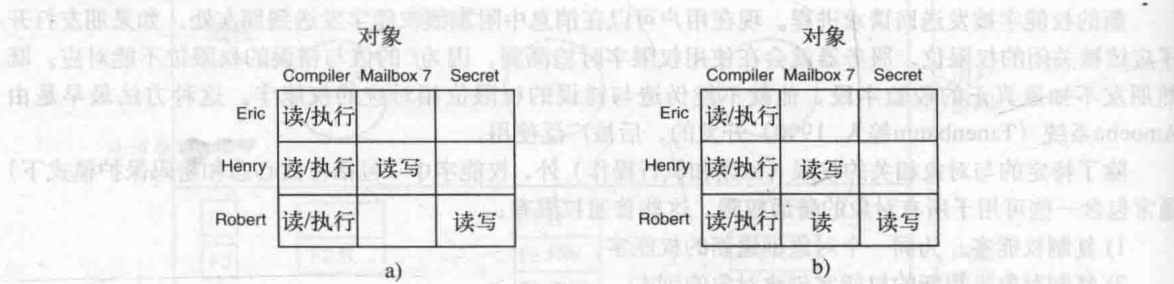 对象 对象
Compiler Mailbox 7 Secret Compiler Mailbox 7 Secret
Eric 读/执行 Eric 读/执行
Henry 读/执行 读写 Henry 读/执行 读写
Robert 读/执行 读写 Robert 读/执行 读 读写
a) b)